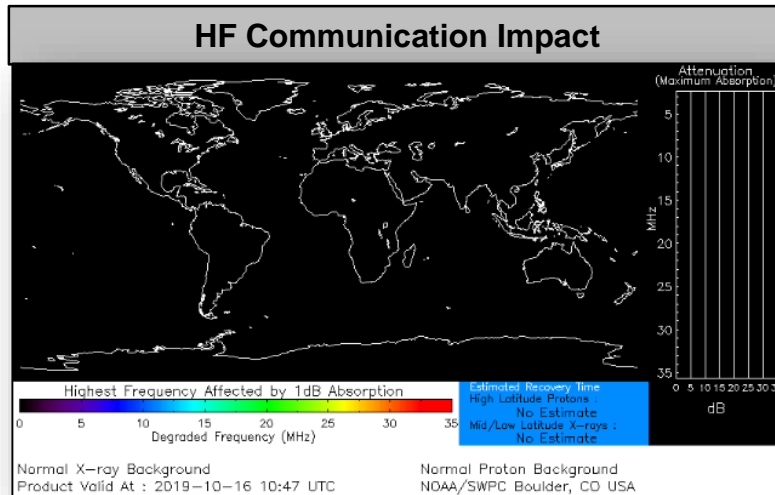 HF Communication Impact
Attenuation
(Maximum Absorption)
5
10
15
20
25
30
35
MHz
0 5 10 15 20 25 30
dB
Highest Frequency Affected by 1dB Absorption
0 5 10 15 20 25 30 35
Degraded Frequency (MHz)
Estimated Recovery Time
High Latitude Protons :
No Estimate
Mid/Low Latitude X-rays :
No Estimate
Normal X-ray Background
Product Valid At : 2019-10-16 10:47 UTC
Normal Proton Background
NOAA/SWPC Boulder, CO USA